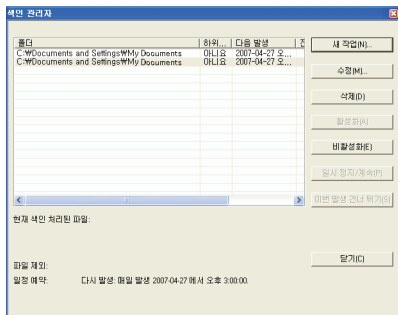 색인 관리자
폴더 하위... 다음 발생
C:\Documents and Settings\My Documents 아니요 2007-04-27 오...
C:\Documents and Settings\My Documents 아니요 2007-04-27 오...
새 작업(N)...
수정(M)...
삭제(D)
활성화(A)
비활성화(E)
일시 정지/계속(P)
이번 발생 건너 뛰기(S)
현재 색인 처리된 파일:
닫기(C)
파일 제외:
일정 예약: 다시 발생: 매일 발생 2007-04-27 에서 오후 3:00:00.